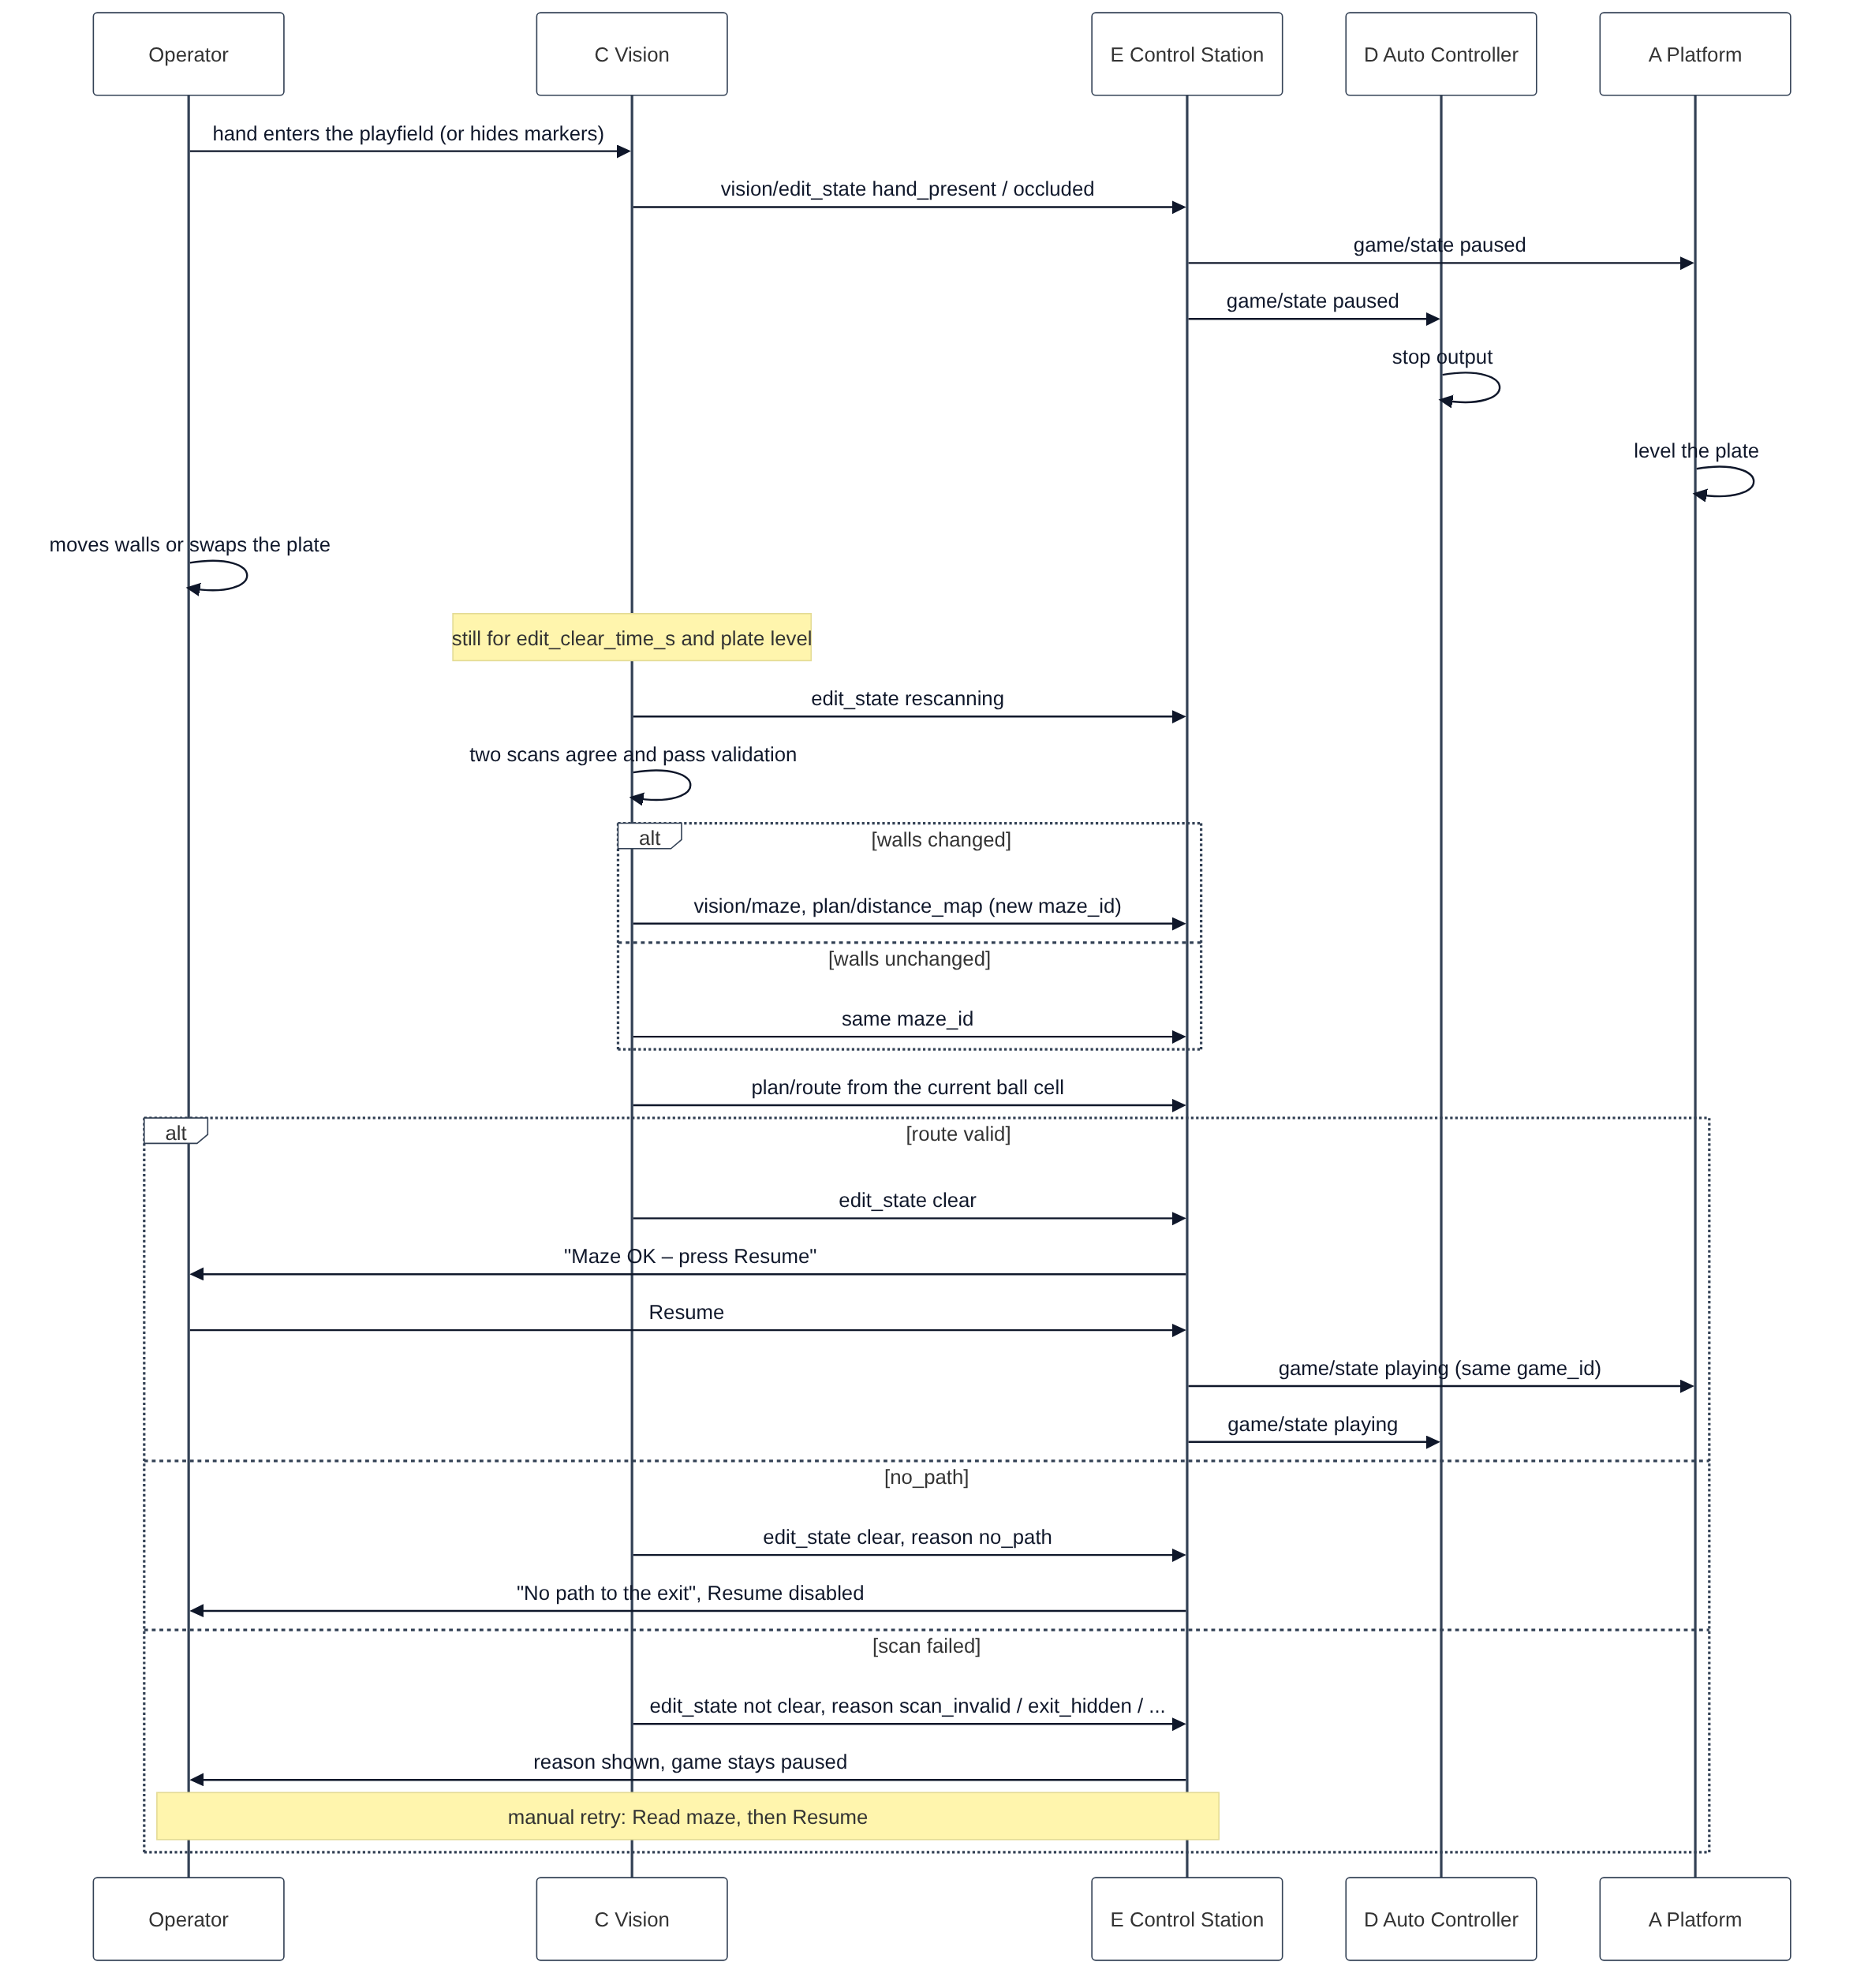 Operator
C Vision
E Control Station
D Auto Controller
A Platform
hand enters the playfield (or hides markers)
vision/edit_state hand_present / occluded
game/state paused
game/state paused
stop output
level the plate
moves walls or swaps the plate
still for edit_clear_time_s and plate level
edit_state rescanning
two scans agree and pass validation
alt
[walls changed]
vision/maze, plan/distance_map (new maze_id)
[walls unchanged]
same maze_id
plan/route from the current ball cell
alt
[route valid]
edit_state clear
"Maze OK – press Resume"
Resume
game/state playing (same game_id)
game/state playing
[no_path]
edit_state clear, reason no_path
"No path to the exit", Resume disabled
[scan failed]
edit_state not clear, reason scan_invalid / exit_hidden / ...
reason shown, game stays paused
manual retry: Read maze, then Resume
Operator
C Vision
E Control Station
D Auto Controller
A Platform